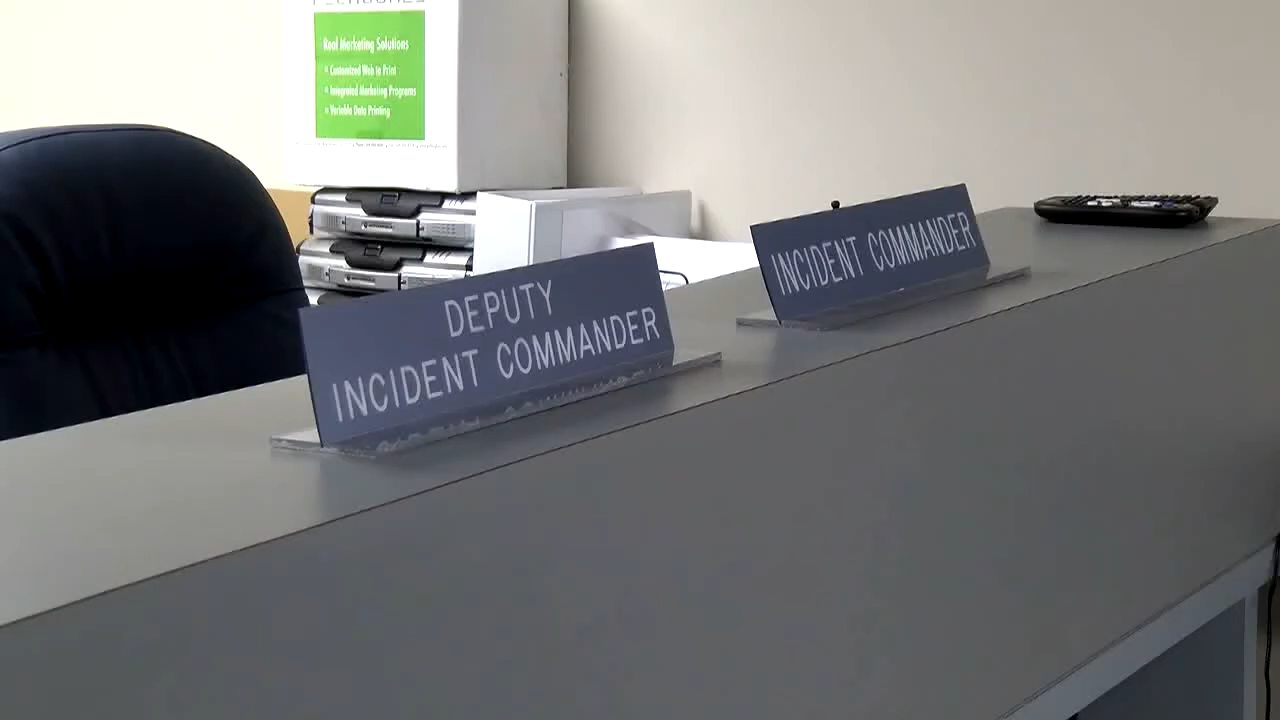 Real Marketing Solutions
• Customized Web to Print
• Integrated Marketing Programs
• Variable Data Printing
DEPUTY
INCIDENT COMMANDER
INCIDENT COMMANDER